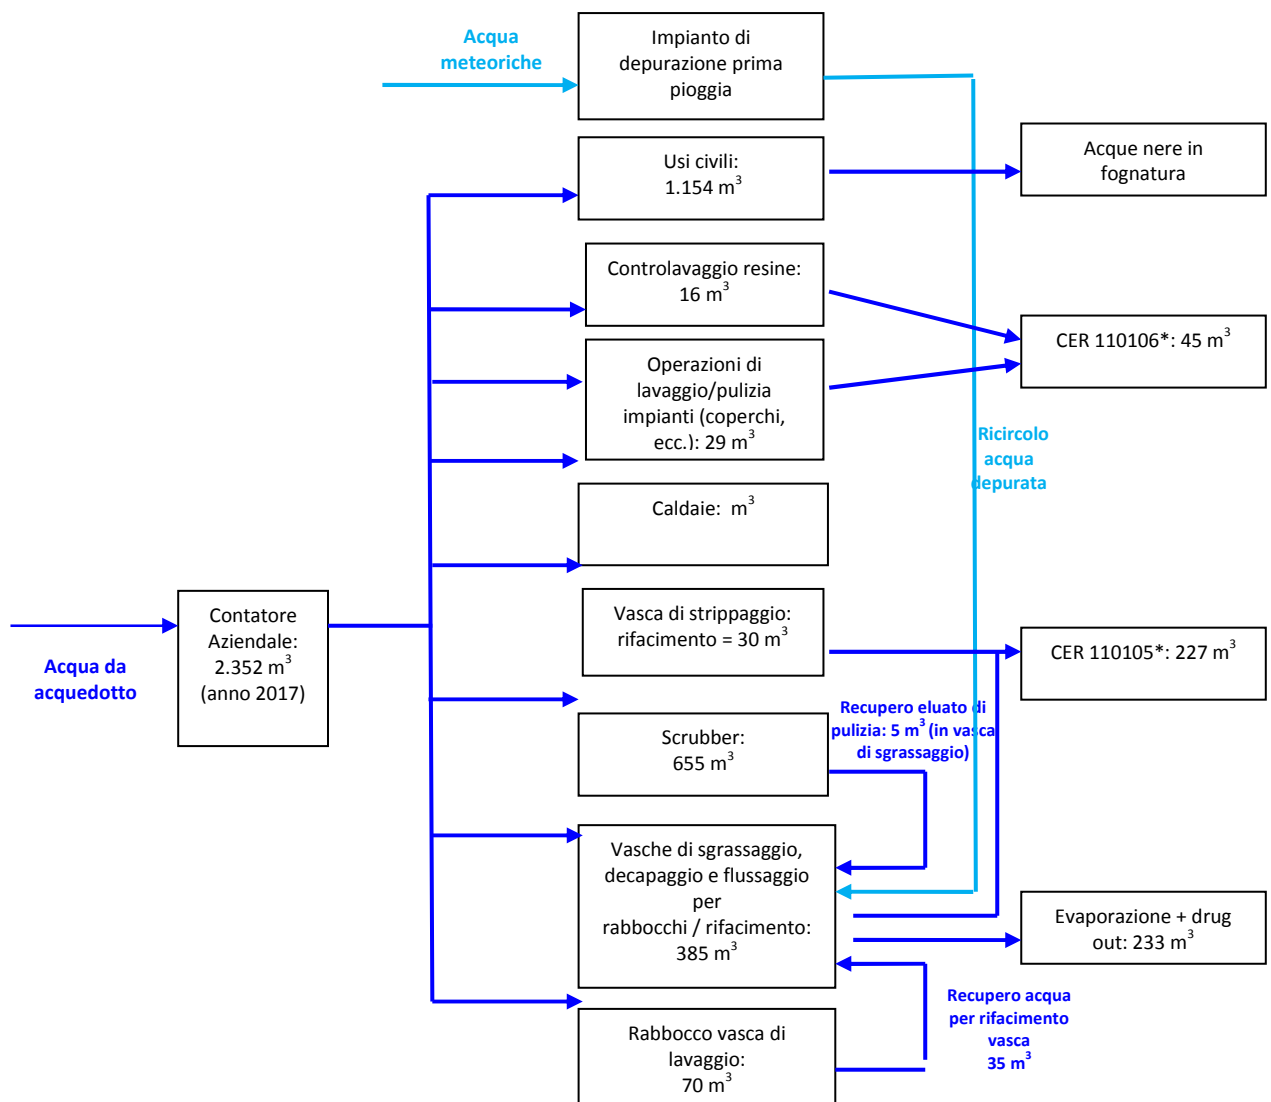 Acqua
meteoriche
Impianto di
depurazione prima
pioggia
Usi civili:
1.154 m³
Acque nere in
fognatura
Controlavaggio resine:
16 m³
CER 110106*: 45 m³
Operazioni di
lavaggio/pulizia
impianti (coperchi,
ecc.): 29 m³
Ricircolo
acqua
depurata
Caldaie: m³
Contatore
Aziendale:
2.352 m³
(anno 2017)
Acqua da
acquedotto
Vasca di strippaggio:
rifacimento = 30 m³
CER 110105*: 227 m³
Recupero eluato di
pulizia: 5 m³ (in vasca
di sgrassaggio)
Scrubber:
655 m³
Vasche di sgrassaggio,
decapaggio e flussaggio
per
rabbocchi / rifacimento:
385 m³
Evaporazione + drug
out: 233 m³
Recupero acqua
per rifacimento
vasca
35 m³
Rabbocco vasca di
lavaggio:
70 m³